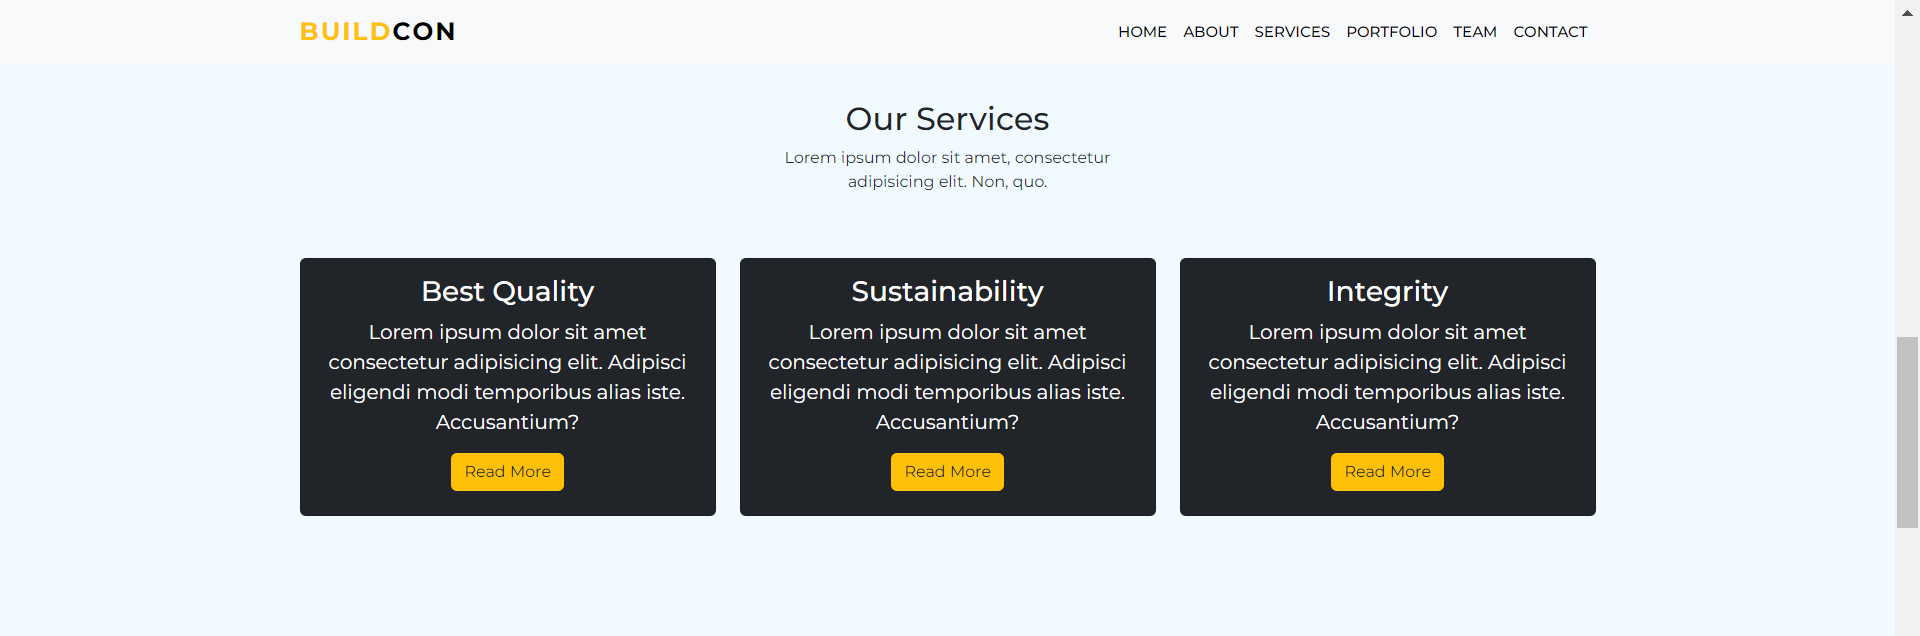 BUILDCON
HOME ABOUT SERVICES PORTFOLIO TEAM CONTACT
Our Services
Lorem ipsum dolor sit amet, consectetur
adipisicing elit. Non, quo.
Best Quality
Lorem ipsum dolor sit amet
consectetur adipisicing elit. Adipisci
eligendi modi temporibus alias iste.
Accusantium?
Read More
Sustainability
Lorem ipsum dolor sit amet
consectetur adipisicing elit. Adipisci
eligendi modi temporibus alias iste.
Accusantium?
Read More
Integrity
Lorem ipsum dolor sit amet
consectetur adipisicing elit. Adipisci
eligendi modi temporibus alias iste.
Accusantium?
Read More